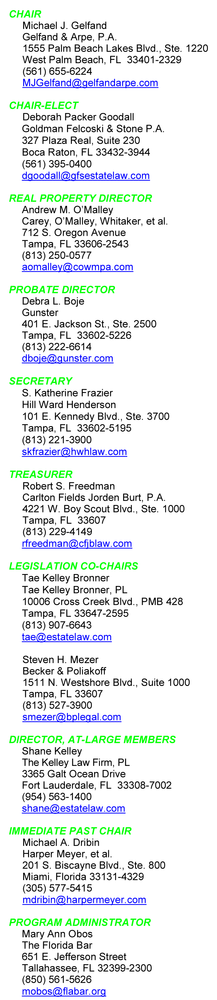 CHAIR
Michael J. Gelfand
Gelfand & Arpe, P.A.
1555 Palm Beach Lakes Blvd., Ste. 1220
West Palm Beach, FL  33401-2329
(561) 655-6224
MJGelfand@gelfandarpe.com
CHAIR-ELECT
Deborah Packer Goodall
Goldman Felcoski & Stone P.A.
327 Plaza Real, Suite 230
Boca Raton, FL 33432-3944
(561) 395-0400
dgoodall@gfsestatelaw.com
REAL PROPERTY DIRECTOR
Andrew M. O’Malley
Carey, O’Malley, Whitaker, et al.
712 S. Oregon Avenue
Tampa, FL 33606-2543
(813) 250-0577
aomalley@cowmpa.com
PROBATE DIRECTOR
Debra L. Boje
Gunster
401 E. Jackson St., Ste. 2500
Tampa, FL  33602-5226
(813) 222-6614
dboje@gunster.com
SECRETARY
S. Katherine Frazier
Hill Ward Henderson
101 E. Kennedy Blvd., Ste. 3700
Tampa, FL  33602-5195
(813) 221-3900
skfrazier@hwhlaw.com
TREASURER
Robert S. Freedman
Carlton Fields Jorden Burt, P.A.
4221 W. Boy Scout Blvd., Ste. 1000
Tampa, FL  33607
(813) 229-4149
rfreedman@cfjblaw.com
LEGISLATION CO-CHAIRS
Tae Kelley Bronner
Tae Kelley Bronner, PL
10006 Cross Creek Blvd., PMB 428
Tampa, FL 33647-2595
(813) 907-6643
tae@estatelaw.com
Steven H. Mezer
Becker & Poliakoff
1511 N. Westshore Blvd., Suite 1000
Tampa, FL 33607
(813) 527-3900
smezer@bplegal.com
DIRECTOR, AT-LARGE MEMBERS
Shane Kelley
The Kelley Law Firm, PL
3365 Galt Ocean Drive
Fort Lauderdale, FL  33308-7002
(954) 563-1400
shane@estatelaw.com
IMMEDIATE PAST CHAIR
Michael A. Dribin
Harper Meyer, et al.
201 S. Biscayne Blvd., Ste. 800
Miami, Florida 33131-4329
(305) 577-5415
mdribin@harpermeyer.com
PROGRAM ADMINISTRATOR
Mary Ann Obos
The Florida Bar
651 E. Jefferson Street
Tallahassee, FL 32399-2300
(850) 561-5626
mobos@flabar.org